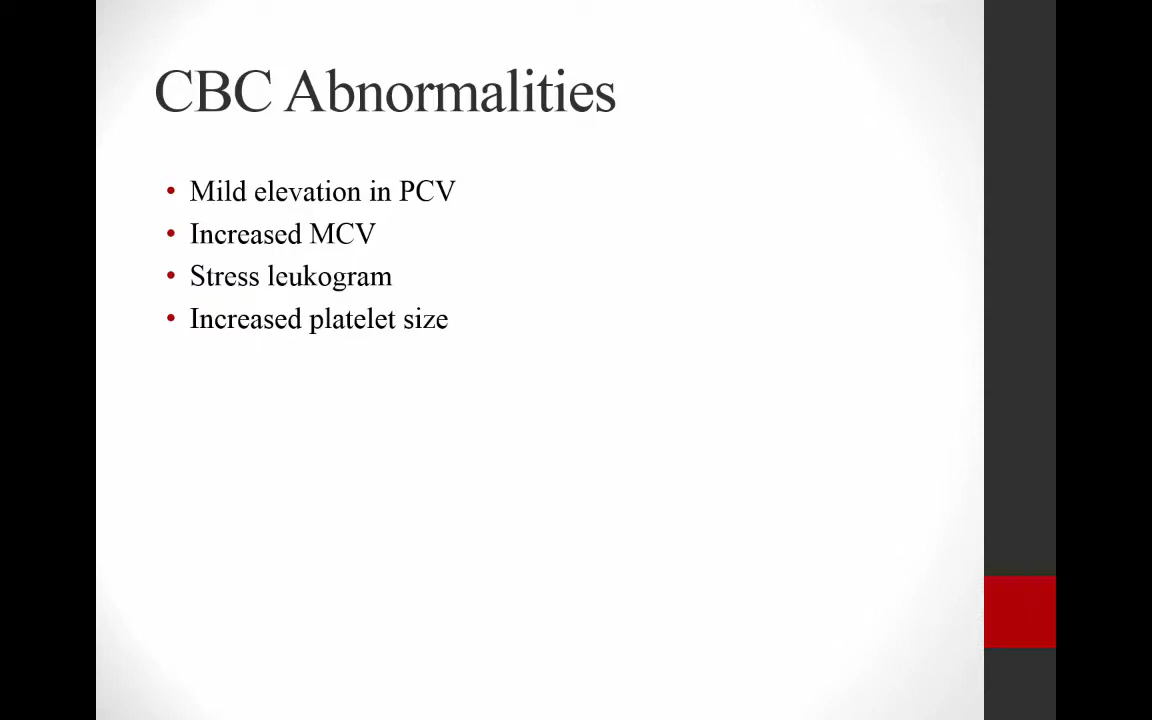 CBC Abnormalities
• Mild elevation in PCV
• Increased MCV
• Stress leukogram
• Increased platelet size